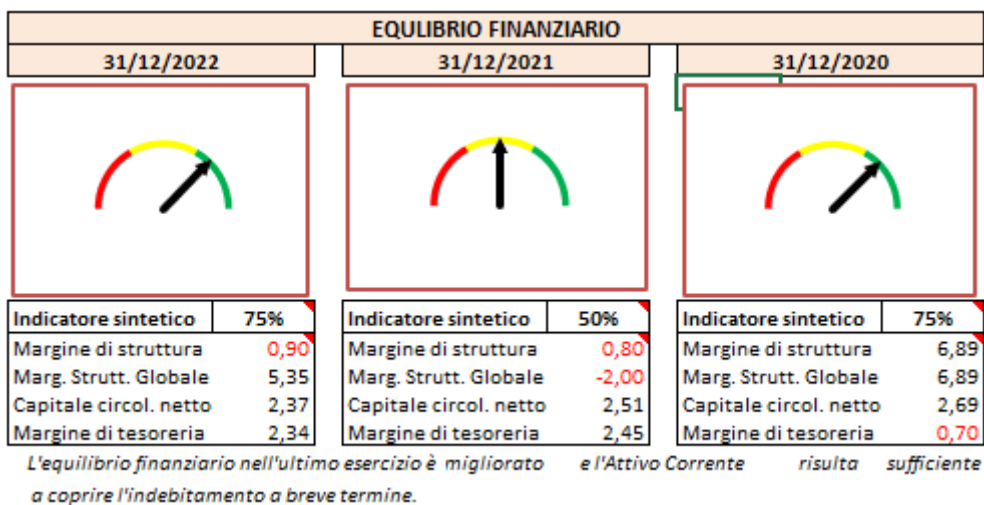 EQULIBRIO FINANZIARIO
31/12/2022 31/12/2021 31/12/2020
Indicatore sintetico 75% Indicatore sintetico 50% Indicatore sintetico 75%
Margine di struttura 0,90 Margine di struttura 0,80 Margine di struttura 6,89
Marg. Strutt. Globale 5,35 Marg. Strutt. Globale -2,00 Marg. Strutt. Globale 6,89
Capitale circol. netto 2,37 Capitale circol. netto 2,51 Capitale circol. netto 2,69
Margine di tesoreria 2,34 Margine di tesoreria 2,45 Margine di tesoreria 0,70
L'equilibrio finanziario nell'ultimo esercizio è migliorato e l'Attivo Corrente risulta sufficiente
a coprire l'indebitamento a breve termine.